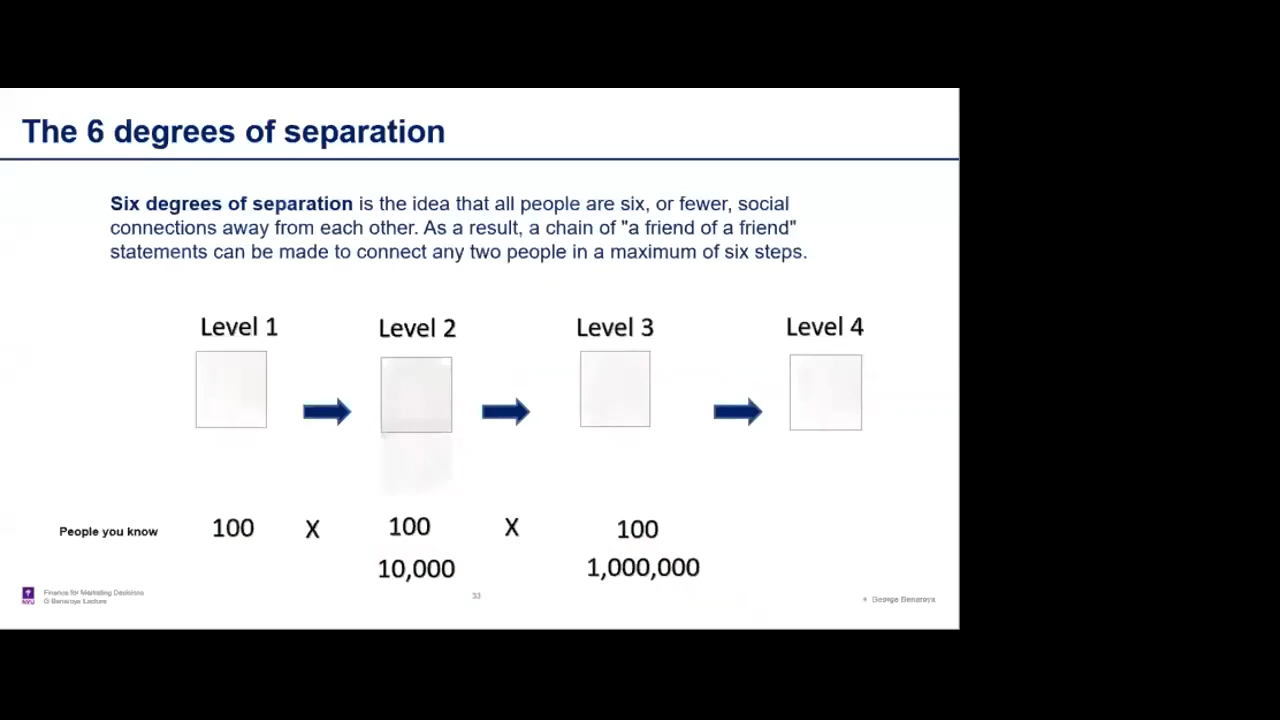 The 6 degrees of separation
Six degrees of separation is the idea that all people are six, or fewer, social
connections away from each other. As a result, a chain of "a friend of a friend"
statements can be made to connect any two people in a maximum of six steps.
Level 1 Level 2 Level 3 Level 4
People you know 100 X 100 X 100
10,000 1,000,000
NYU Finance for Marketing Decisions
G Benaroya Lecture
33
George Benaroya